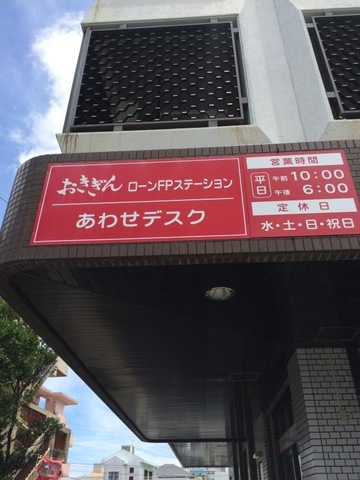 おきぎん ローンFPステーション
あわせデスク
営業時間
平日 午前 10:00
午後 6:00
定休日
水・土・日・祝日